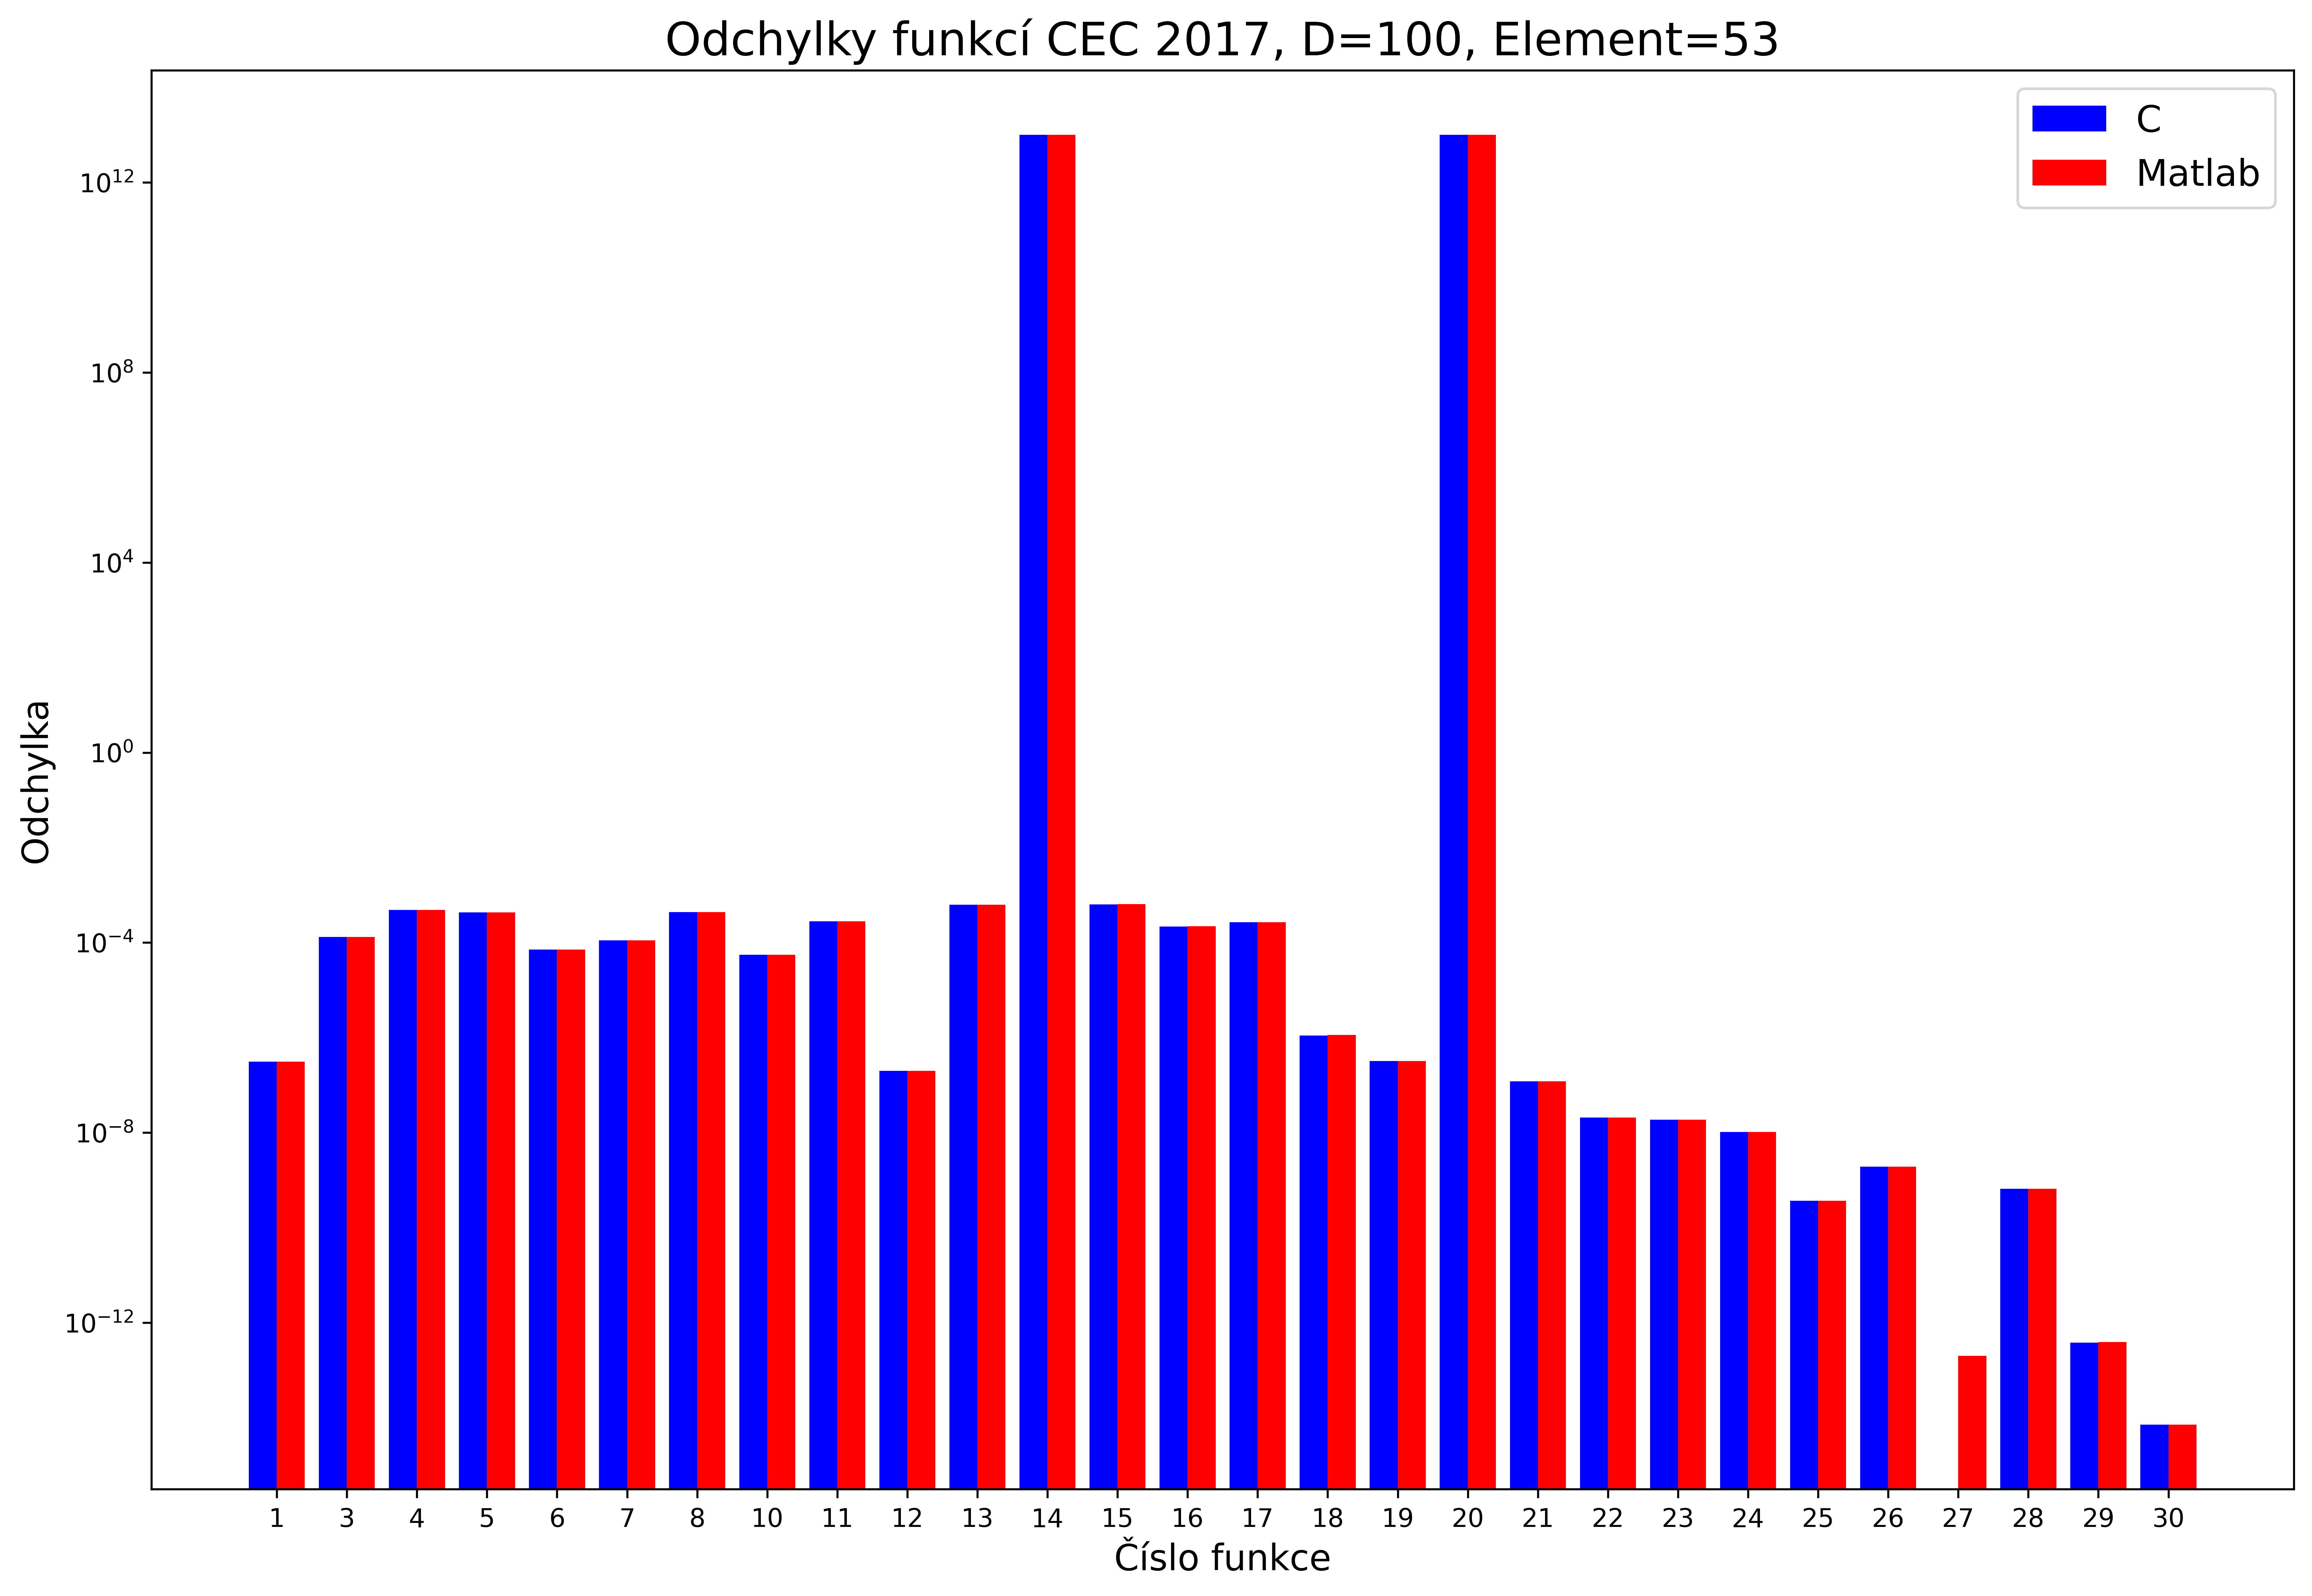 Odchylky funkcí CEC 2017, D=100, Element=53
C
Matlab
10^12
10^8
10^4
10^0
10^−4
10^−8
10^−12
Odchylka
1 3 4 5 6 7 8 10 11 12 13 14 15 16 17 18 19 20 21 22 23 24 25 26 27 28 29 30
Číslo funkce